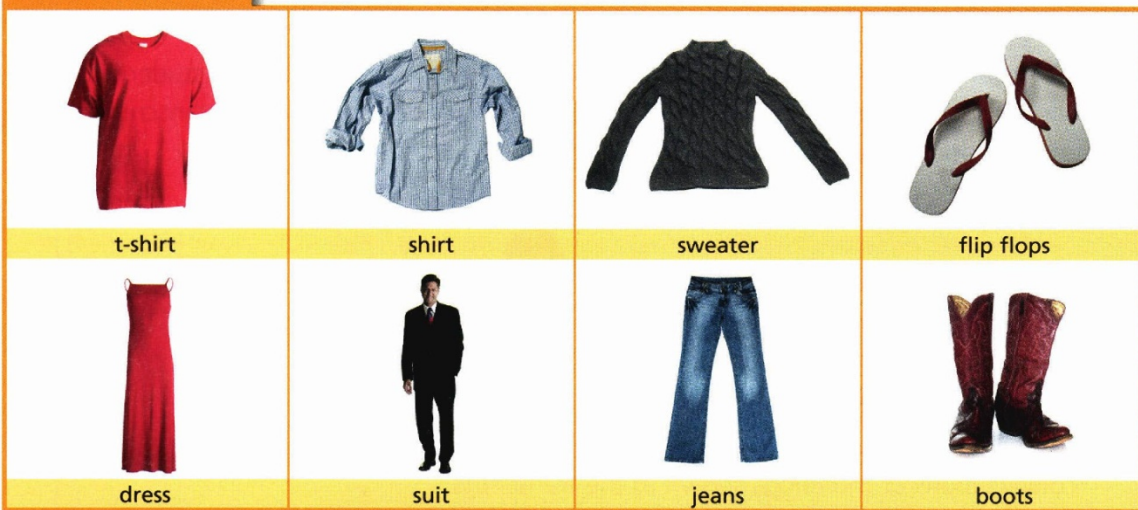 t-shirt
shirt
sweater
flip flops
dress
suit
jeans
boots